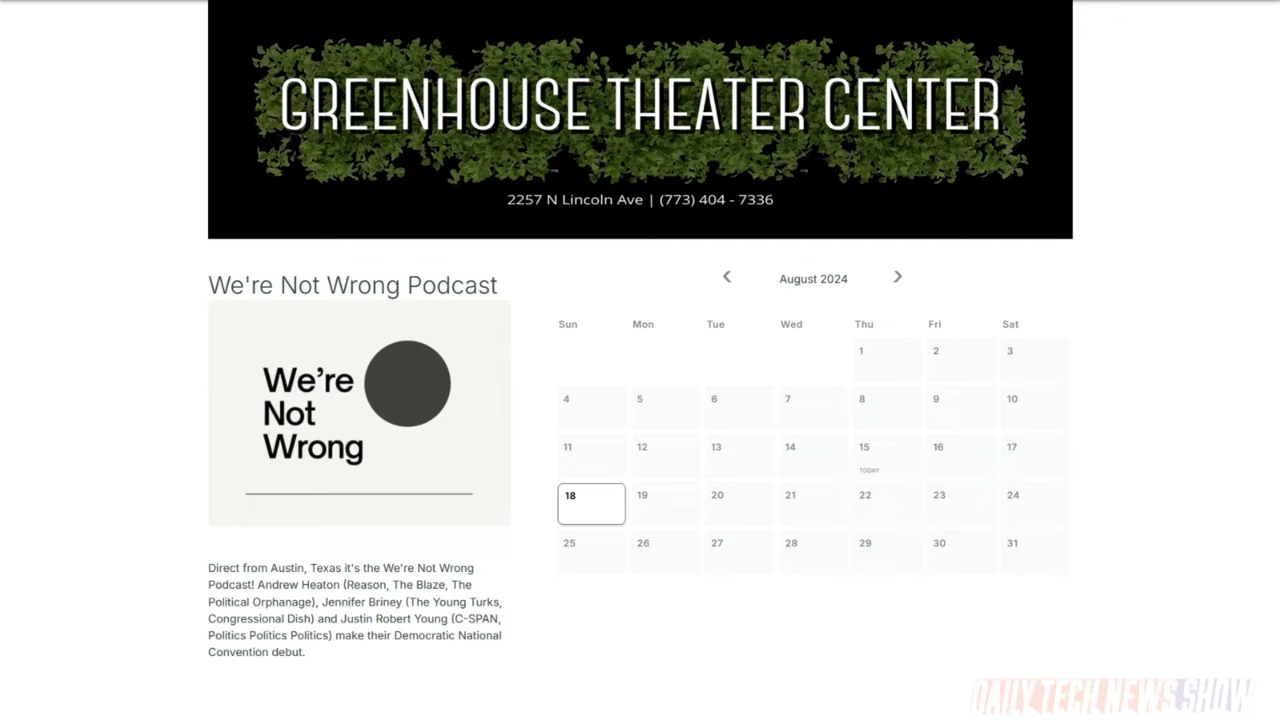 GREENHOUSE THEATER CENTER
2257 N Lincoln Ave | (773) 404 - 7336
We're Not Wrong Podcast
We're
Not
Wrong
Direct from Austin, Texas it's the We're Not Wrong
Podcast! Andrew Heaton (Reason, The Blaze, The
Political Orphanage), Jennifer Briney (The Young Turks,
Congressional Dish) and Justin Robert Young (C-SPAN,
Politics Politics Politics) make their Democratic National
Convention debut.
August 2024
Sun Mon Tue Wed Thu Fri Sat
1 2 3
4 5 6 7 8 9 10
11 12 13 14 15 16 17
TODAY
18 19 20 21 22 23 24
25 26 27 28 29 30 31
DAILY TECH NEWS SHOW